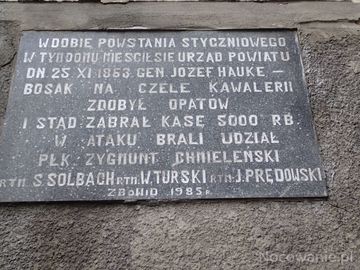 W DOBIE POWSTANIA STYCZNIOWEGO
W TYM DOMU MIEŚCIŁ SIE URZĄD POWIATU
DN. 25 XI 1863 GEN. JÓZEF HAUKE –
BOSAK NA CZELE KAWALERII
ZDOBYŁ OPATÓW
I STĄD ZABRAŁ KASĘ 5000 RB.
W ATAKU BRALI UDZIAŁ
PŁK. ZYGMUNT CHMIELEŃSKI
RTM. S. SOLBACH RTM. W. TURSKI RTM. J. PRĘDOWSKI
ZBOWID 1985 R
Nocowanie.pl